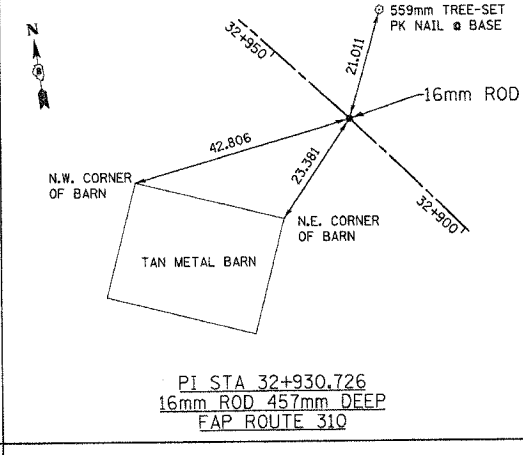 559mm TREE-SET
PK NAIL @ BASE
N
32+950
21.011
16mm ROD
42.806
23.381
N.W. CORNER
OF BARN
32+900
N.E. CORNER
OF BARN
TAN METAL BARN
PI STA 32+930.726
16mm ROD 457mm DEEP
FAP ROUTE 310